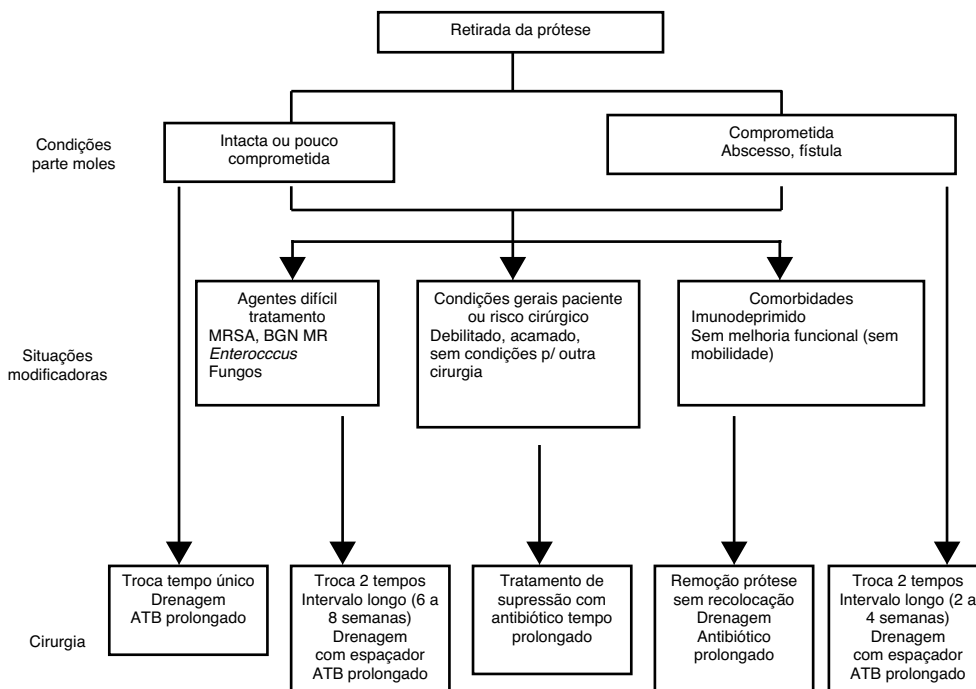 Retirada da prótese
Condições
parte moles
Intacta ou pouco
comprometida
Comprometida
Abscesso, fístula
Situações
modificadoras
Agentes difícil
tratamento
MRSA, BGN MR
Enterocccus
Fungos
Condições gerais paciente
ou risco cirúrgico
Debilitado, acamado,
sem condições p/ outra
cirurgia
Comorbidades
Imunodeprimido
Sem melhoria funcional (sem
mobilidade)
Cirurgia
Troca tempo único
Drenagem
ATB prolongado
Troca 2 tempos
Intervalo longo (6 a
8 semanas)
Drenagem
com espaçador
ATB prolongado
Tratamento de
supressão com
antibiótico tempo
prolongado
Remoção prótese
sem recolocação
Drenagem
Antibiótico
prolongado
Troca 2 tempos
Intervalo longo (2 a
4 semanas)
Drenagem
com espaçador
ATB prolongado